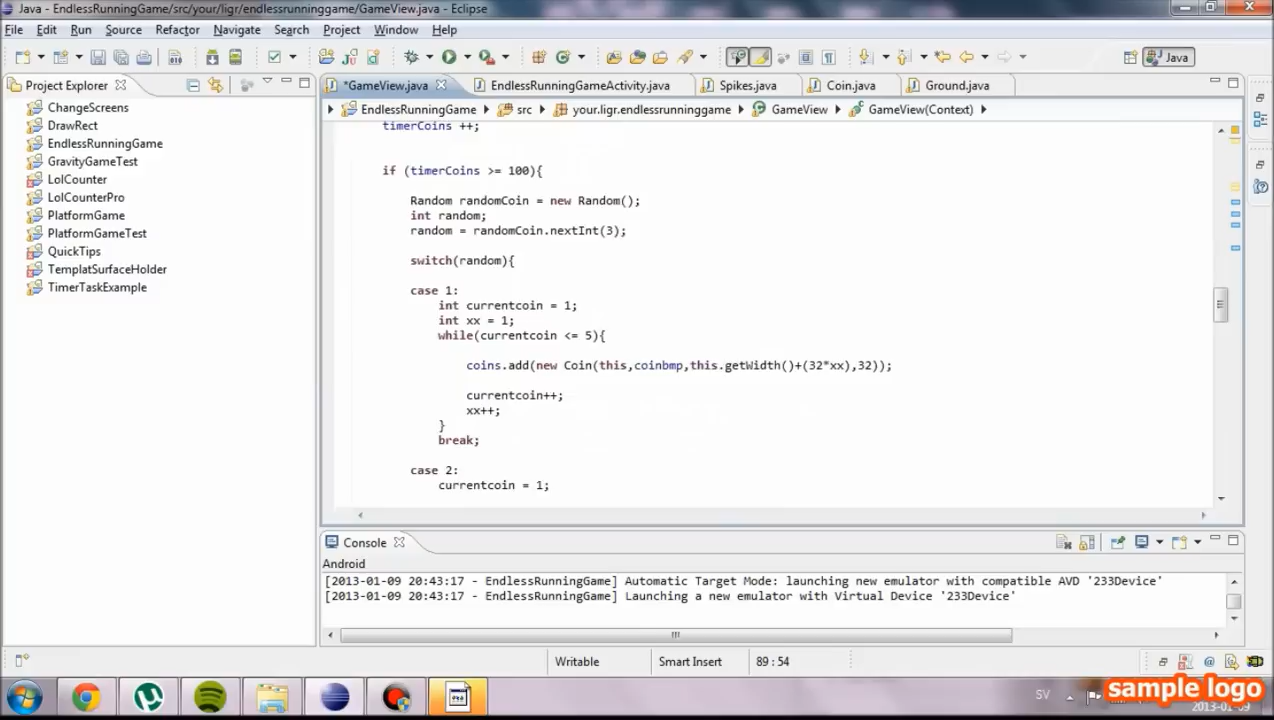 Java - EndlessRunningGame/src/your/ligr/endlessrunninggame/GameView.java - Eclipse
File Edit Run Source Refactor Navigate Search Project Window Help
Java
Project Explorer
*GameView.java EndlessRunningGameActivity.java Spikes.java Coin.java Ground.java
EndlessRunningGame src your.ligr.endlessrunninggame GameView GameView(Context)
ChangeScreens
DrawRect
EndlessRunningGame
GravityGameTest
LolCounter
LolCounterPro
PlatformGame
PlatformGameTest
QuickTips
TemplatSurfaceHolder
TimerTaskExample
timerCoins ++;
if (timerCoins >= 100){
Random randomCoin = new Random();
int random;
random = randomCoin.nextInt(3);
switch(random){
case 1:
int currentcoin = 1;
int xx = 1;
while(currentcoin <= 5){
coins.add(new Coin(this,coinbmp,this.getWidth()+(32*xx),32));
currentcoin++;
xx++;
}
break;
case 2:
currentcoin = 1;
Console
Android
[2013-01-09 20:43:17 - EndlessRunningGame] Automatic Target Mode: launching new emulator with compatible AVD '233Device'
[2013-01-09 20:43:17 - EndlessRunningGame] Launching a new emulator with Virtual Device '233Device'
Writable Smart Insert 89 : 54
SV
sample logo
2013-01-09